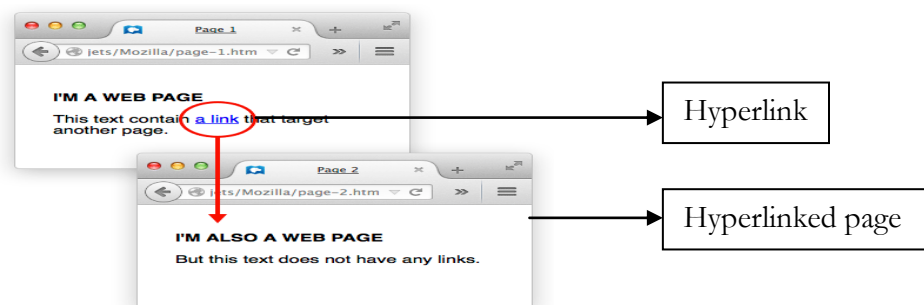 Page 1
jets/Mozilla/page-1.htm
I'M A WEB PAGE
This text contain a link that target
another page.
Hyperlink
Page 2
jets/Mozilla/page-2.htm
Hyperlinked page
I'M ALSO A WEB PAGE
But this text does not have any links.